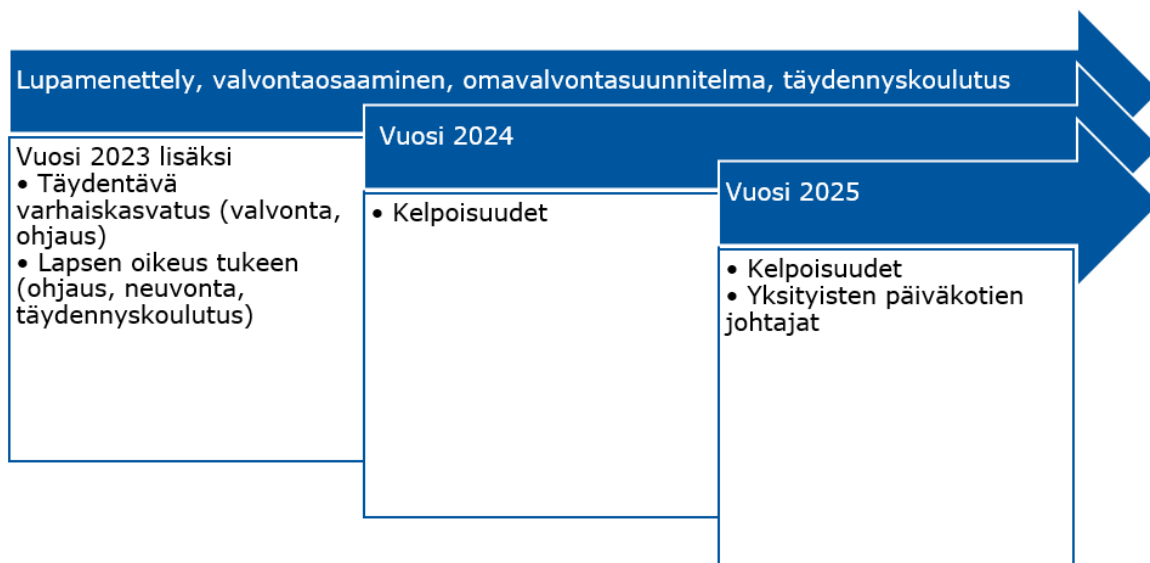 Lupamenettely, valvontaosaaminen, omavalvontasuunnitelma, täydennyskoulutus
Vuosi 2023 lisäksi
• Täydentävä
varhaiskasvatus (valvonta,
ohjaus)
• Lapsen oikeus tukeen
(ohjaus, neuvonta,
täydennyskoulutus)
Vuosi 2024
• Kelpoisuudet
Vuosi 2025
• Kelpoisuudet
• Yksityisten päiväkotien
johtajat